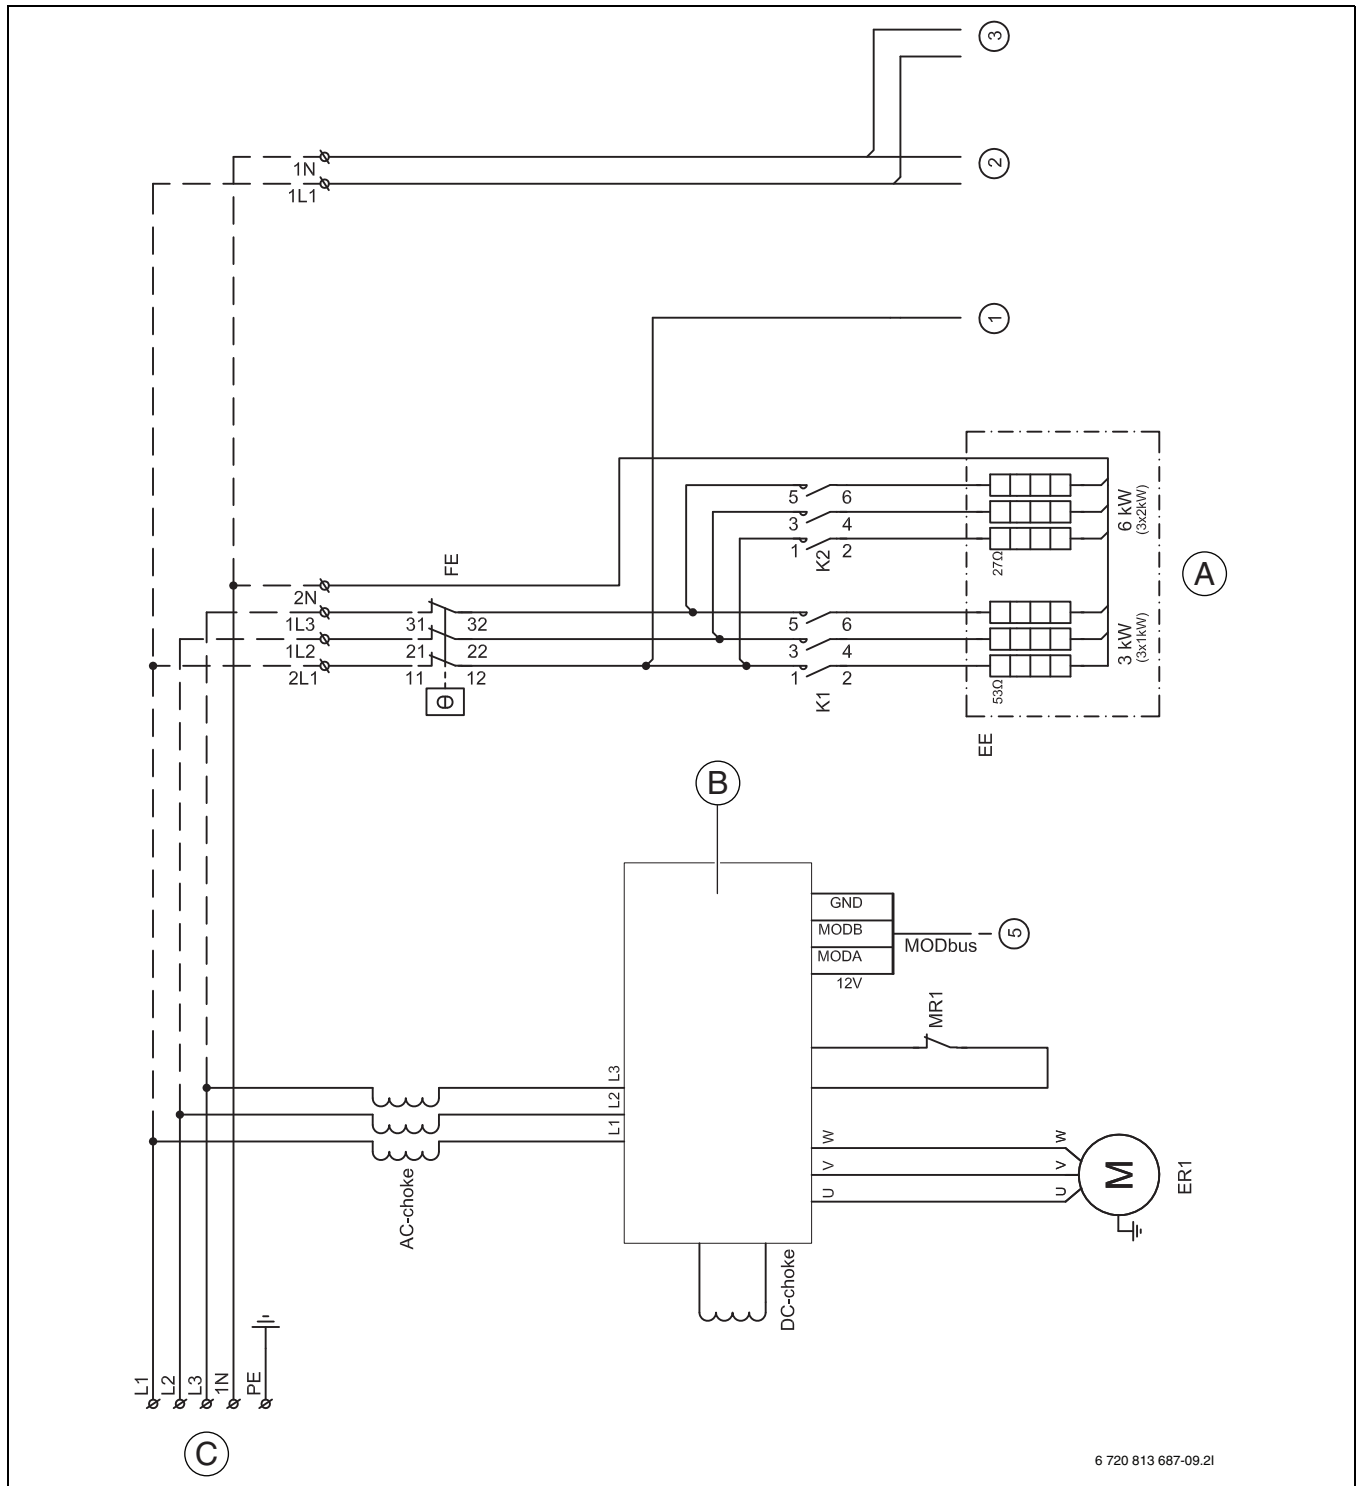 3
1N
2
1L1
1
5 6
3 4
1 2
K2
27Ω
6 kW
(3x2kW)
A
FE
2N
1L3 31 32
1L2 21 22
2L1 11 12
Θ
5 6
3 4
1 2
K1
53Ω
3 kW
(3x1kW)
EE
B
GND
MODB
MODA
12V
MODbus
5
MR1
L3
L2
L1
AC-choke
W W
V V
U U
M
ER1
DC-choke
L1
L2
L3
1N
PE
C
6 720 813 687-09.2I